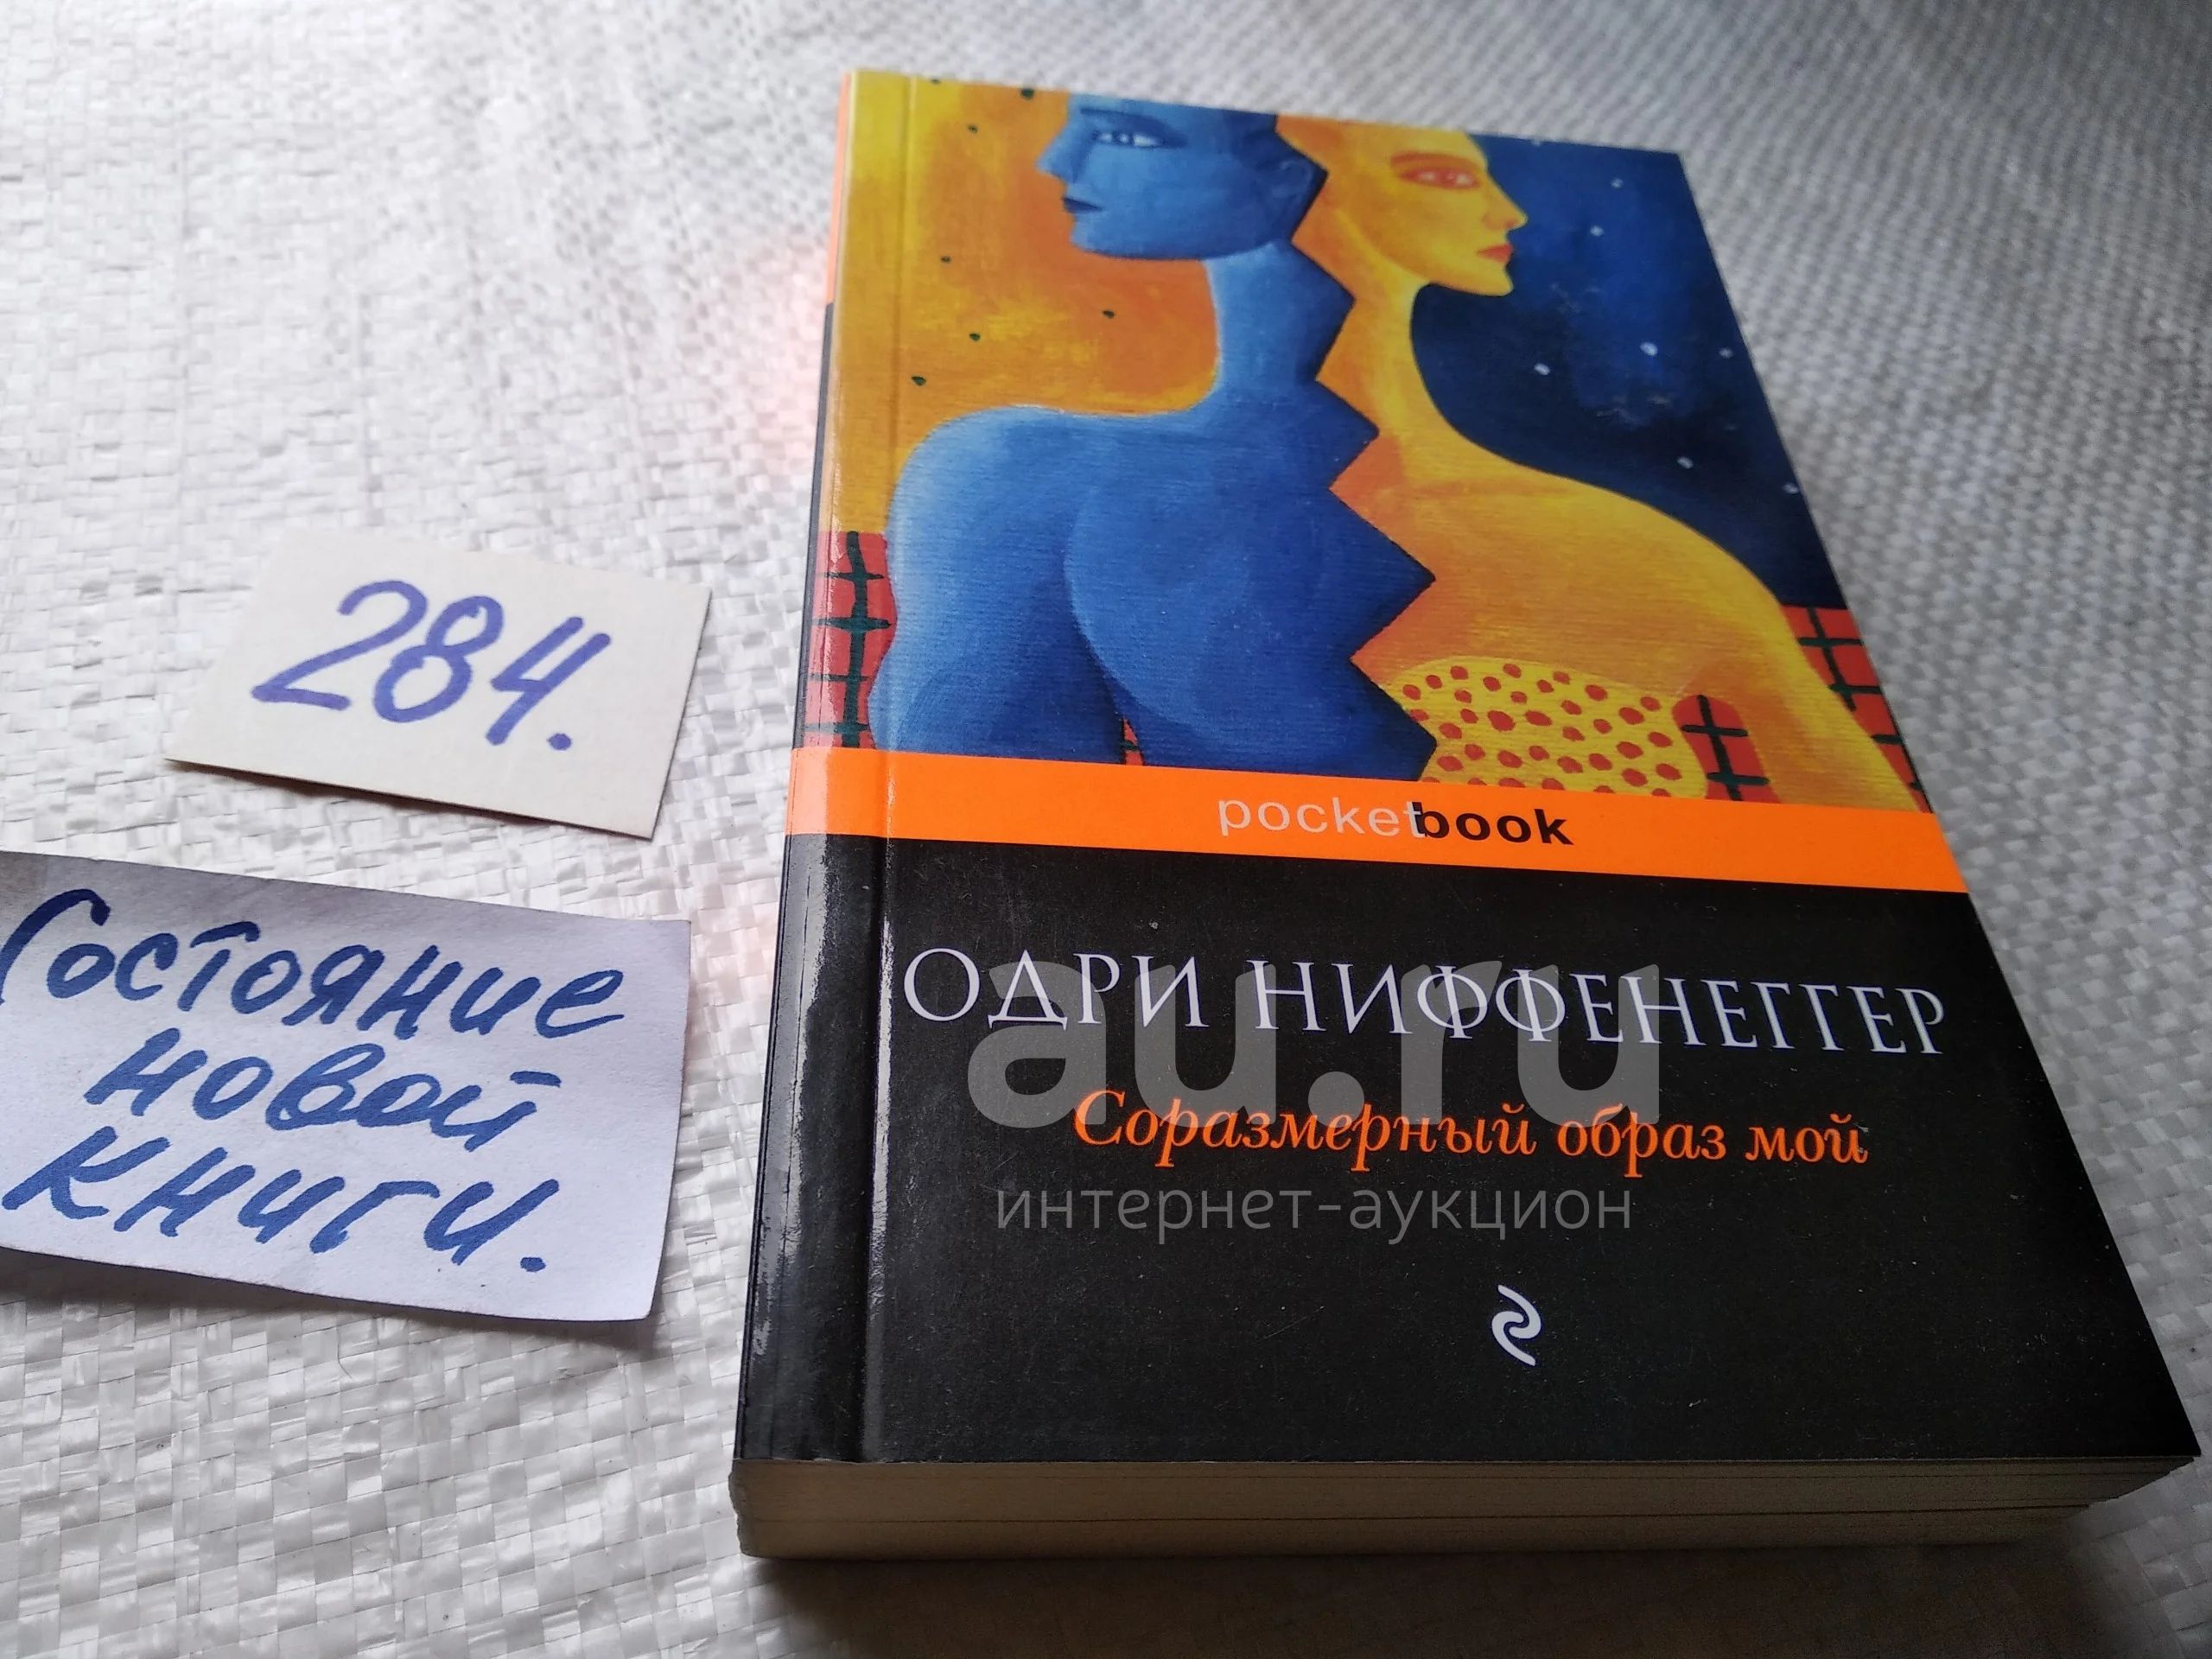 284.
Состояние
новой
книги.
pocketbook
ОДРИ НИФФЕНЕГГЕР
au.ru
Соразмерный образ мой
интернет-аукцион